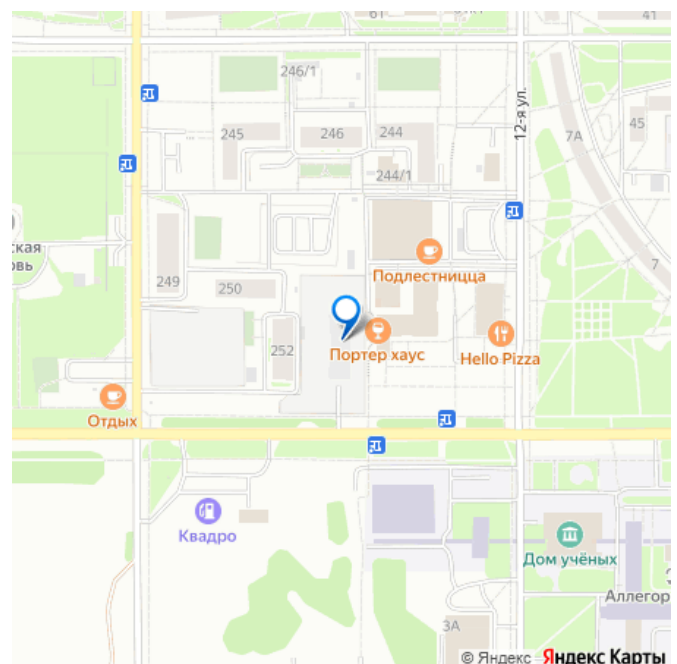 61
41
246/1
245
246
244
12-я ул.
7А
45
244/1
ская
овь
Подлестницца
7
249
250
252
Портер хаус
Hello Pizza
Отдых
Квадро
Дом учёных
Аллегор
3А
© Яндекс Яндекс Карты